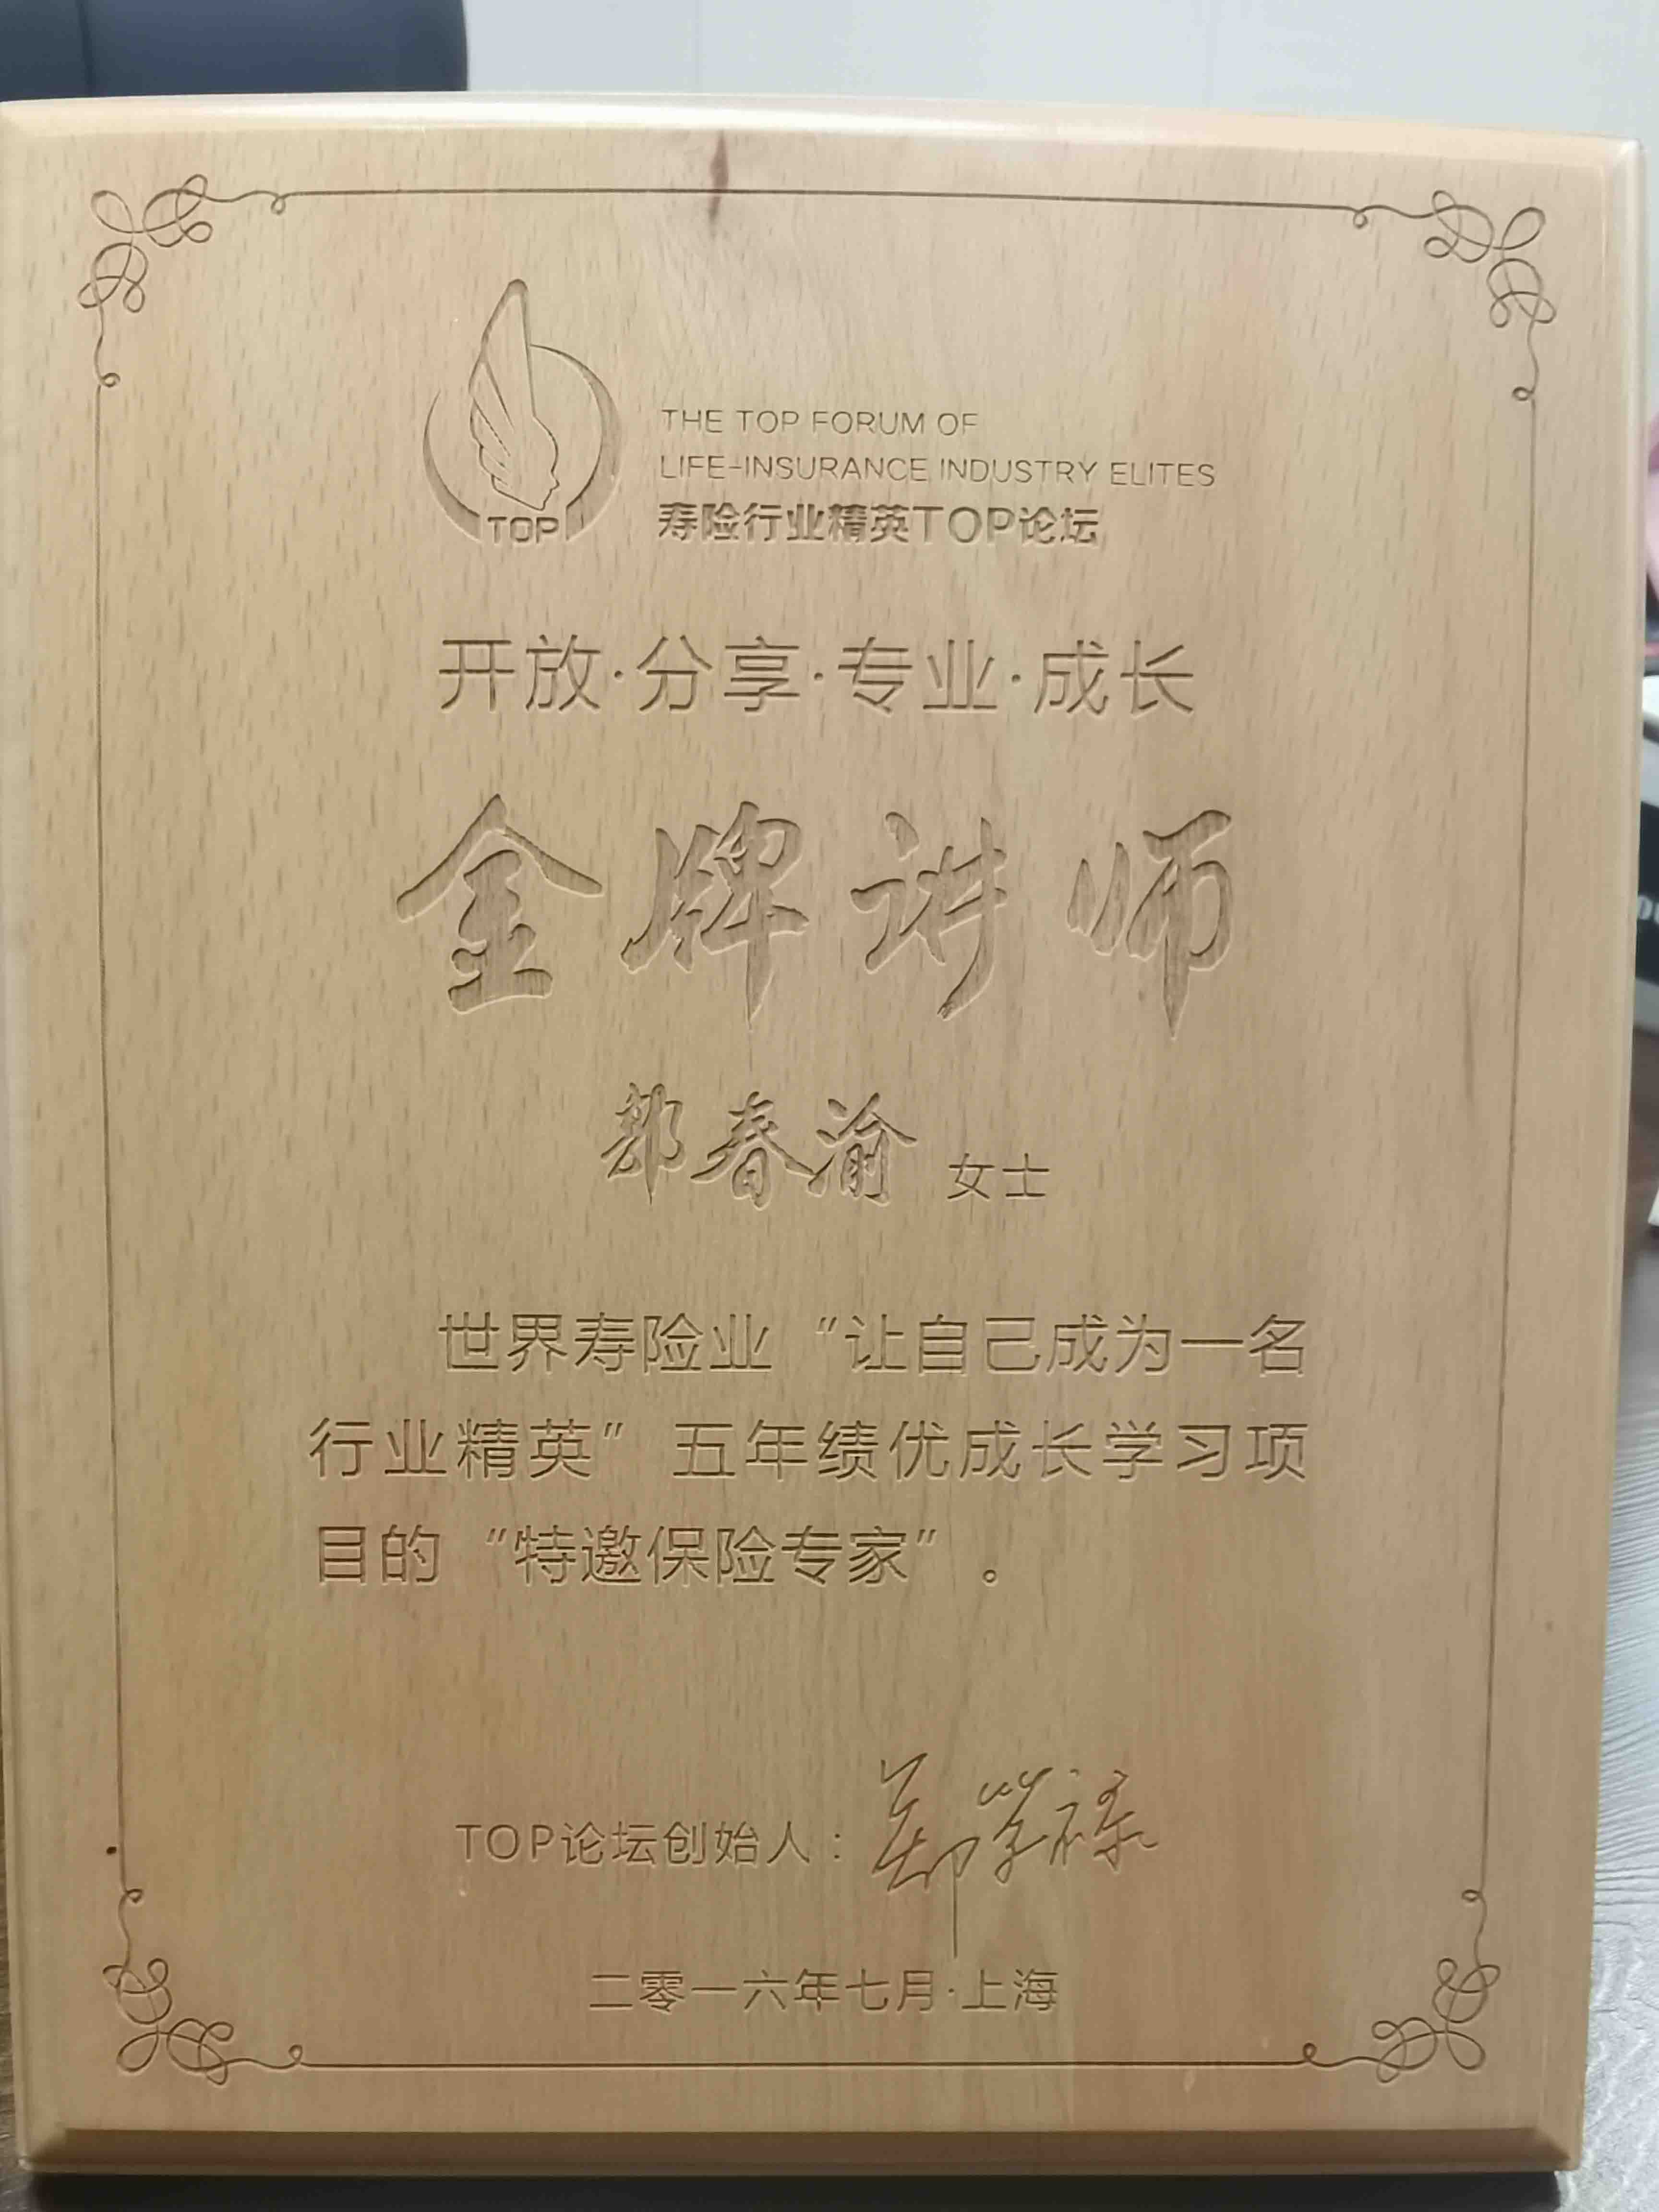 THE TOP FORUM OF
LIFE-INSURANCE INDUSTRY ELITES
TOP
寿险行业精英TOP论坛
开放·分享·专业·成长
金牌讲师
春渝 女士
世界寿险业“让自己成为一名
行业精英”五年绩优成长学习项
目的“特邀保险专家”。
TOP论坛创始人：郑学禄
二零一六年七月·上海